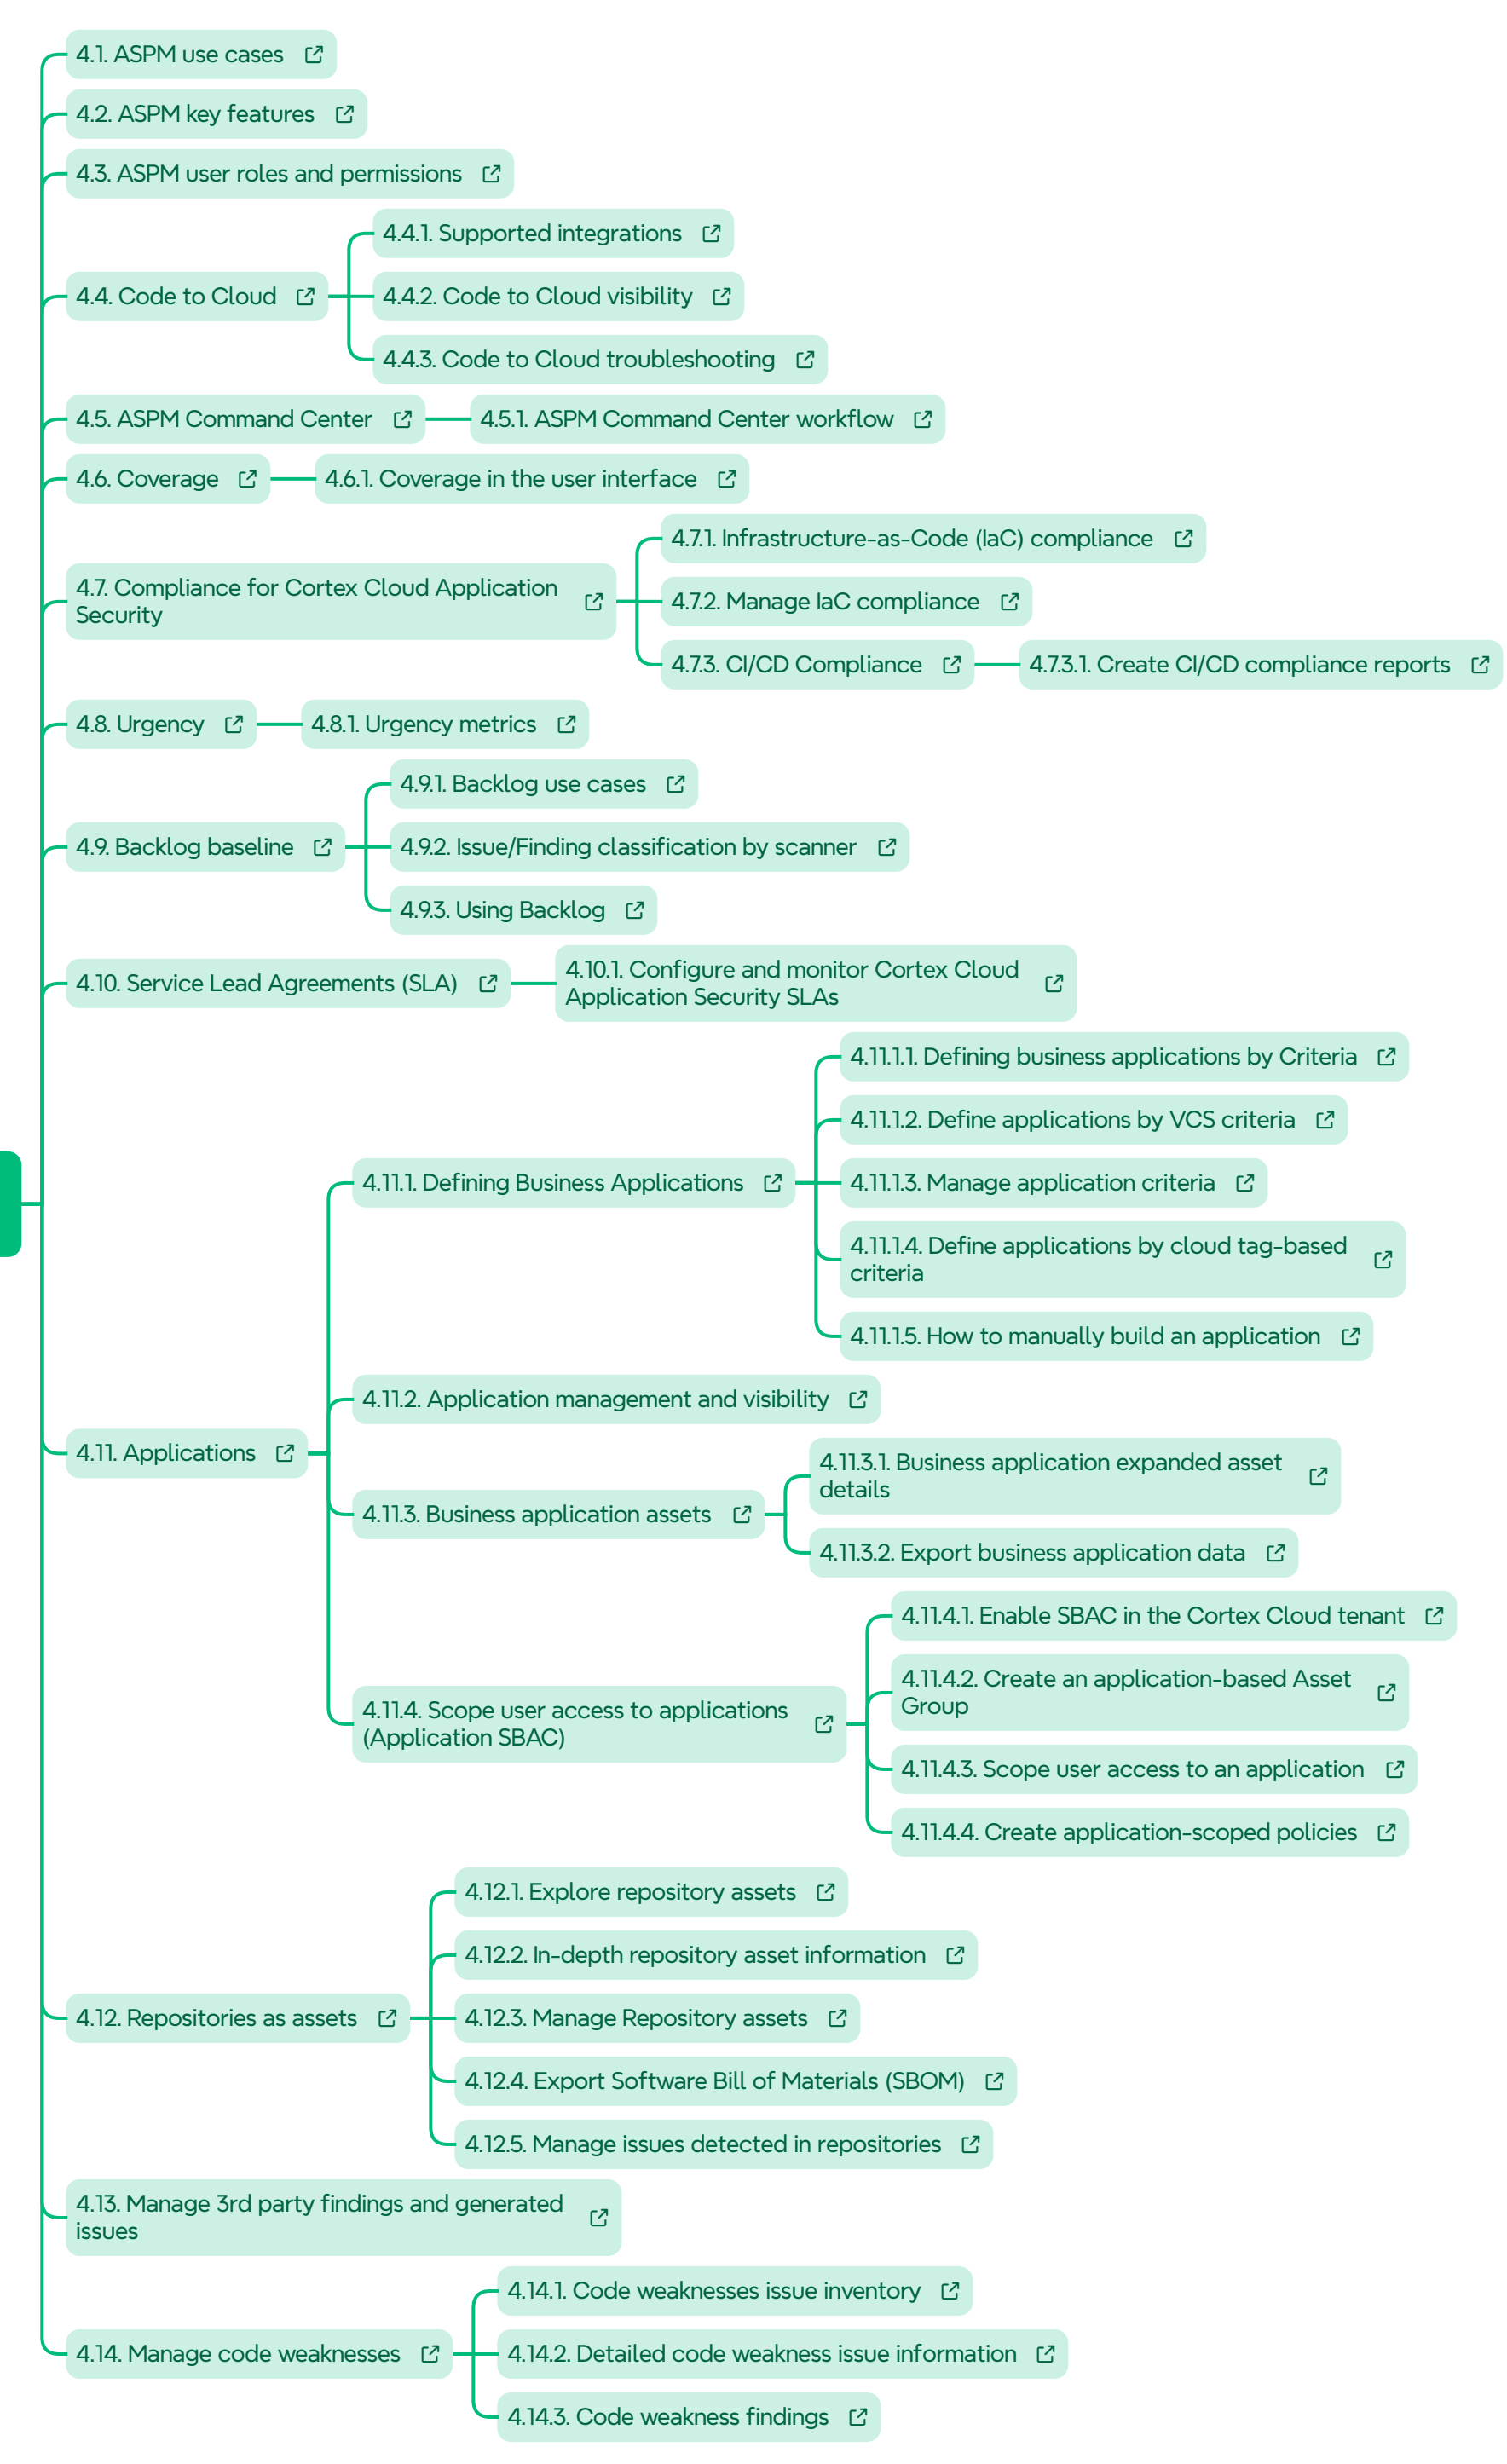 4.1. ASPM use cases
4.2. ASPM key features
4.3. ASPM user roles and permissions
4.4. Code to Cloud
4.4.1. Supported integrations
4.4.2. Code to Cloud visibility
4.4.3. Code to Cloud troubleshooting
4.5. ASPM Command Center
4.5.1. ASPM Command Center workflow
4.6. Coverage
4.6.1. Coverage in the user interface
4.7. Compliance for Cortex Cloud Application
Security
4.7.1. Infrastructure-as-Code (IaC) compliance
4.7.2. Manage IaC compliance
4.7.3. CI/CD Compliance
4.7.3.1. Create CI/CD compliance reports
4.8. Urgency
4.8.1. Urgency metrics
4.9. Backlog baseline
4.9.1. Backlog use cases
4.9.2. Issue/Finding classification by scanner
4.9.3. Using Backlog
4.10. Service Lead Agreements (SLA)
4.10.1. Configure and monitor Cortex Cloud
Application Security SLAs
4.11. Applications
4.11.1. Defining Business Applications
4.11.1.1. Defining business applications by Criteria
4.11.1.2. Define applications by VCS criteria
4.11.1.3. Manage application criteria
4.11.1.4. Define applications by cloud tag-based
criteria
4.11.1.5. How to manually build an application
4.11.2. Application management and visibility
4.11.3. Business application assets
4.11.3.1. Business application expanded asset
details
4.11.3.2. Export business application data
4.11.4. Scope user access to applications
(Application SBAC)
4.11.4.1. Enable SBAC in the Cortex Cloud tenant
4.11.4.2. Create an application-based Asset
Group
4.11.4.3. Scope user access to an application
4.11.4.4. Create application-scoped policies
4.12. Repositories as assets
4.12.1. Explore repository assets
4.12.2. In-depth repository asset information
4.12.3. Manage Repository assets
4.12.4. Export Software Bill of Materials (SBOM)
4.12.5. Manage issues detected in repositories
4.13. Manage 3rd party findings and generated
issues
4.14. Manage code weaknesses
4.14.1. Code weaknesses issue inventory
4.14.2. Detailed code weakness issue information
4.14.3. Code weakness findings